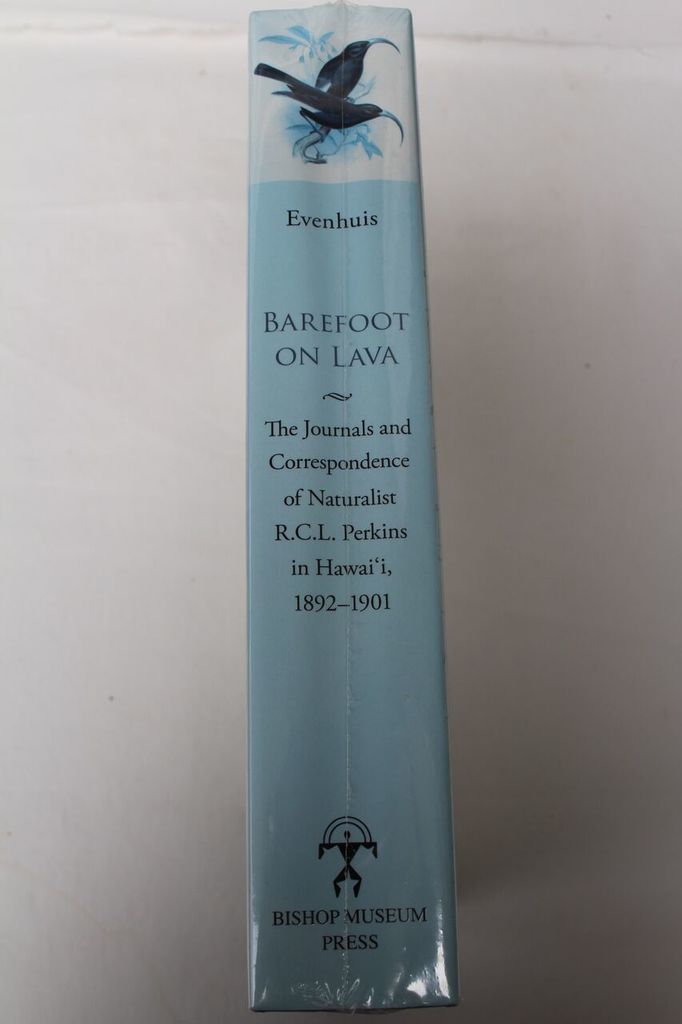 Evenhuis
BAREFOOT
ON LAVA
The Journals and
Correspondence
of Naturalist
R.C.L. Perkins
in Hawai‘i,
1892–1901
BISHOP MUSEUM
PRESS